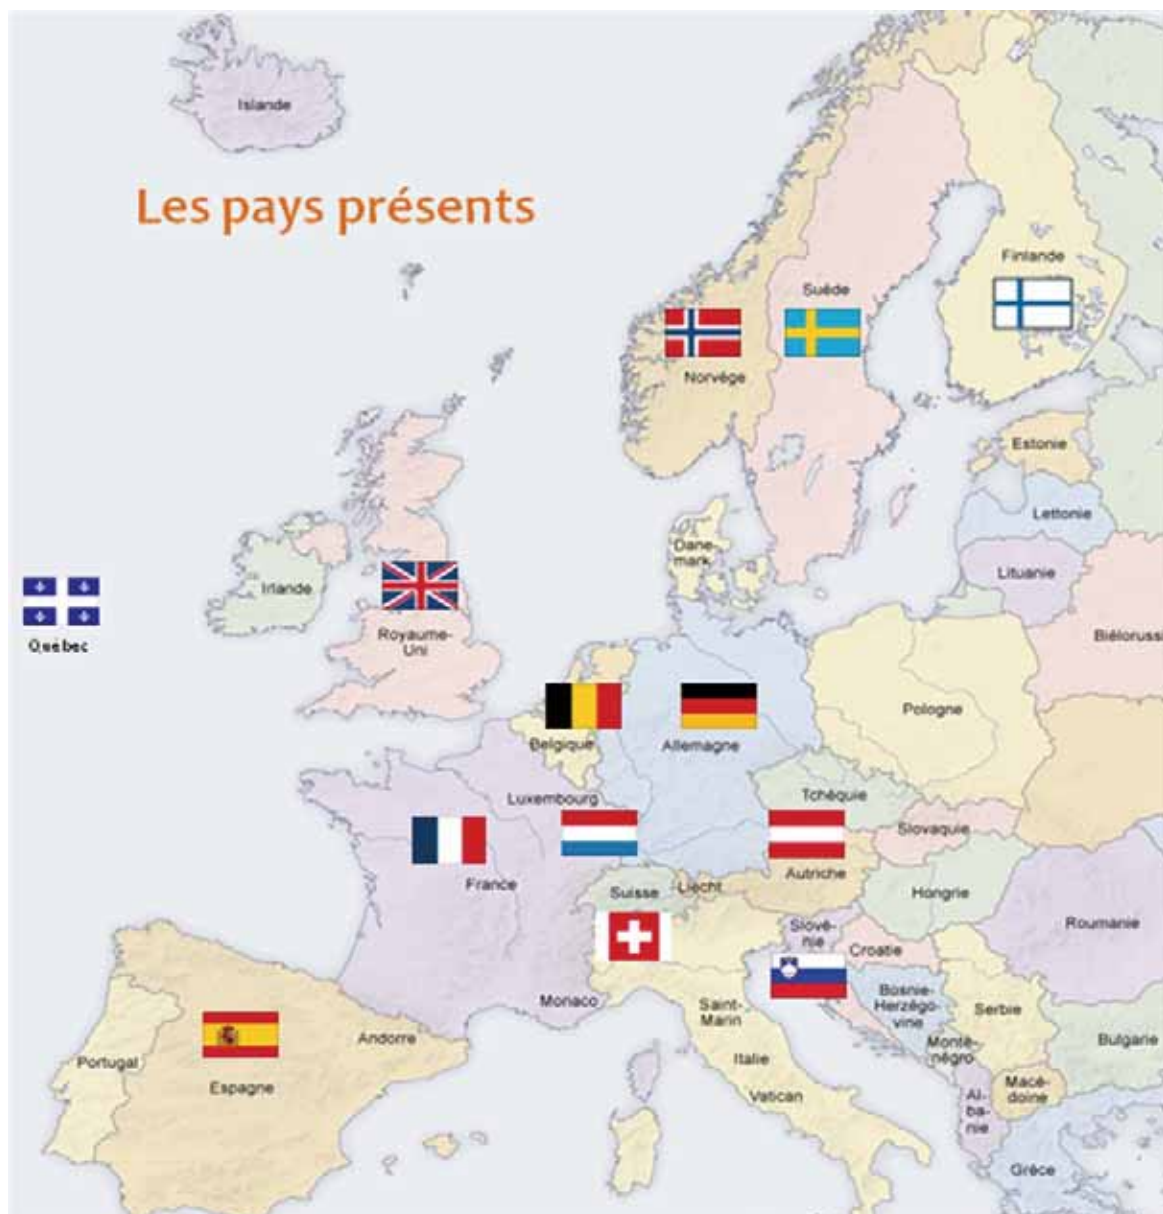 Islande
Les pays présents
Finlande
Suède
Norvège
Estonie
Lettonie
Dane-
mark
Lituanie
Irlande
Québec
Royaume-
Uni
Biélorussi
Pologne
Belgique
Allemagne
Tchéquie
Luxembourg
Slovaquie
France
Suisse
Liecht
Autriche
Hongrie
Roumanie
Slové-
nie
Croatie
Monaco
Saint-
Marin
Bosnie-
Herzégo-
vine
Serbie
Andorre
Portugal
Espagne
Italie
Monté-
négro
Bulgarie
Vatican
Macé-
doine
Al-
ba-
nie
Grèce